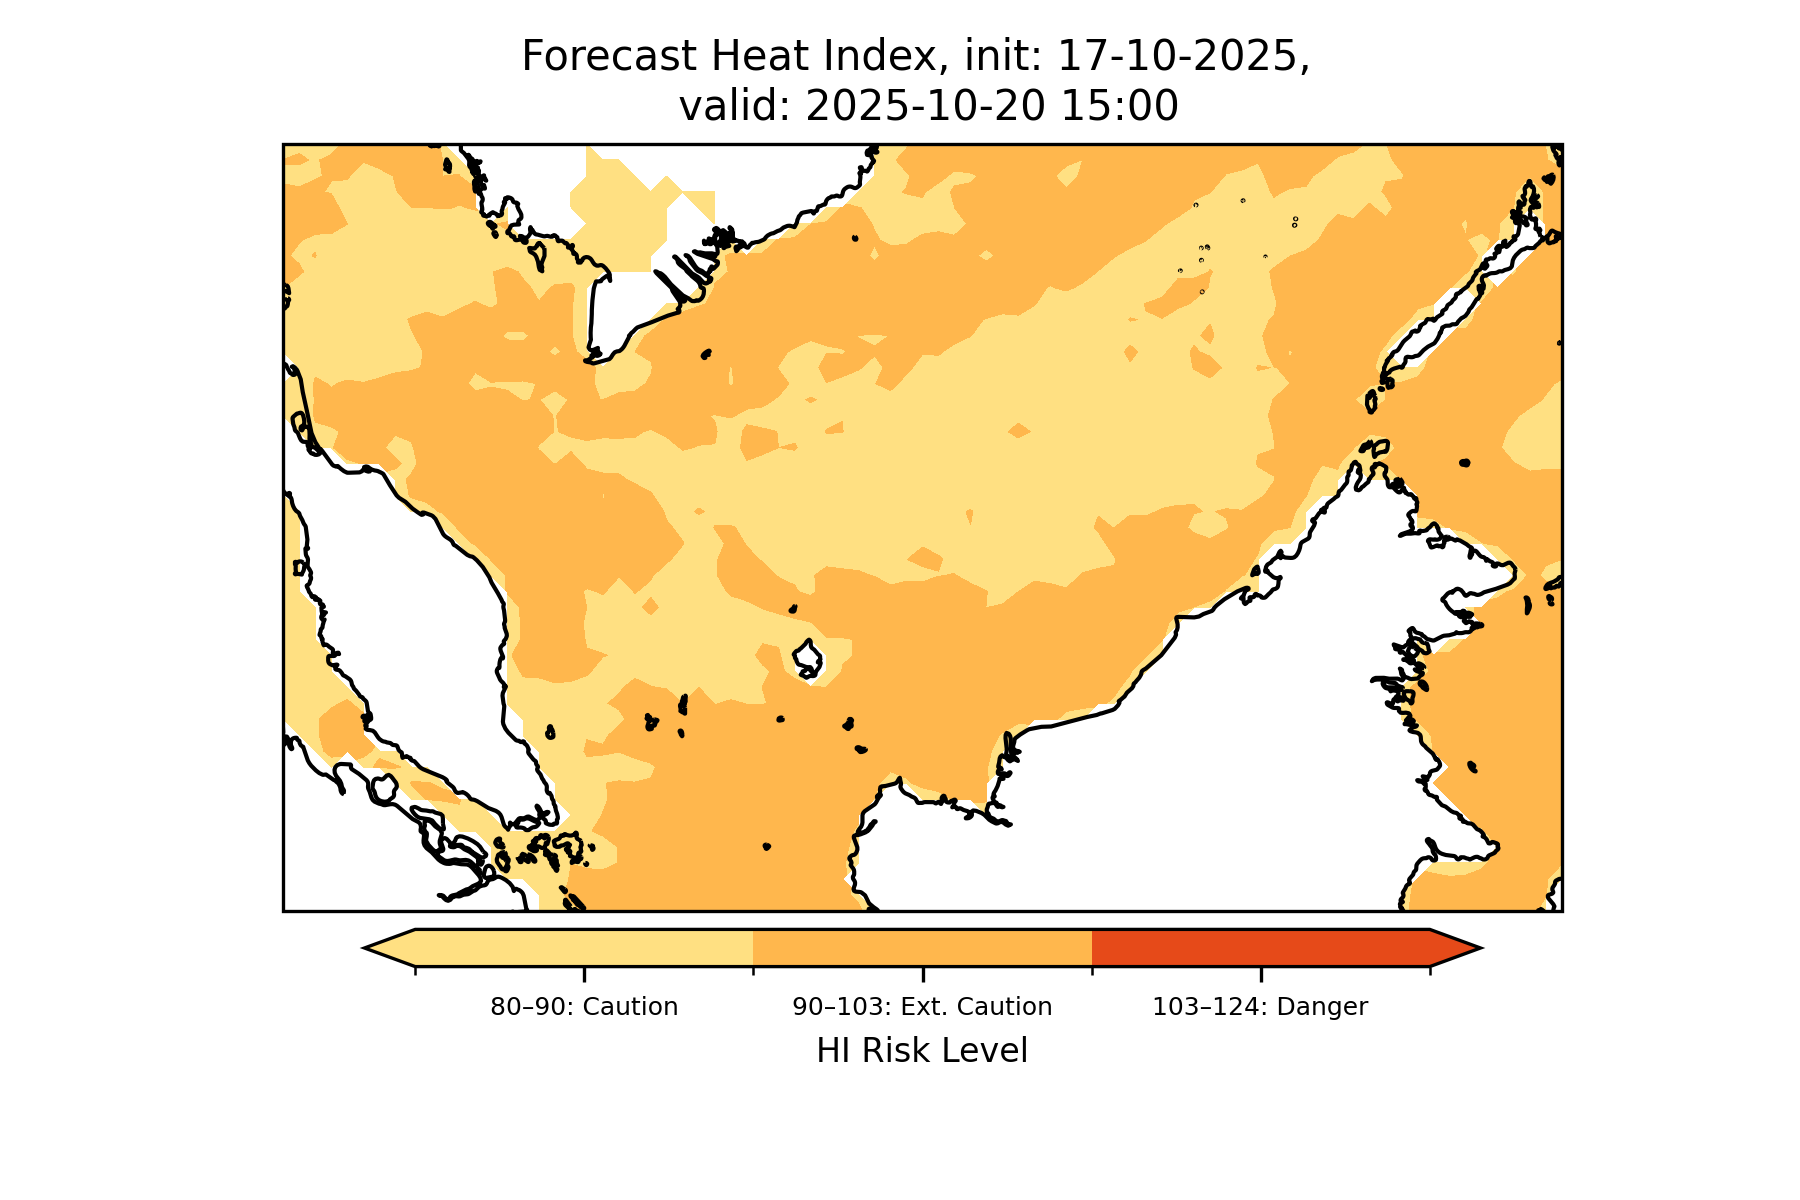 Forecast Heat Index, init: 17-10-2025,
valid: 2025-10-20 15:00
80–90: Caution
90–103: Ext. Caution
103–124: Danger
HI Risk Level